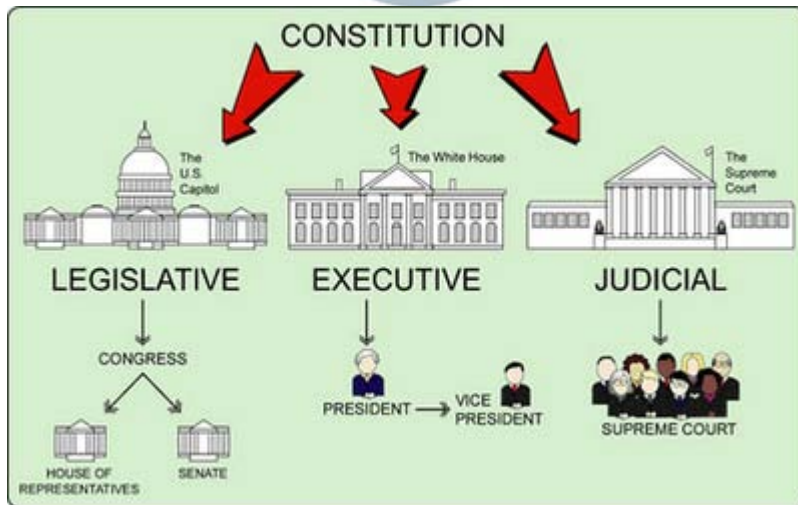 CONSTITUTION
The
U.S.
Capitol
The White House
The
Supreme
Court
LEGISLATIVE
EXECUTIVE
JUDICIAL
CONGRESS
HOUSE OF
REPRESENTATIVES
SENATE
PRESIDENT
VICE
PRESIDENT
SUPREME COURT